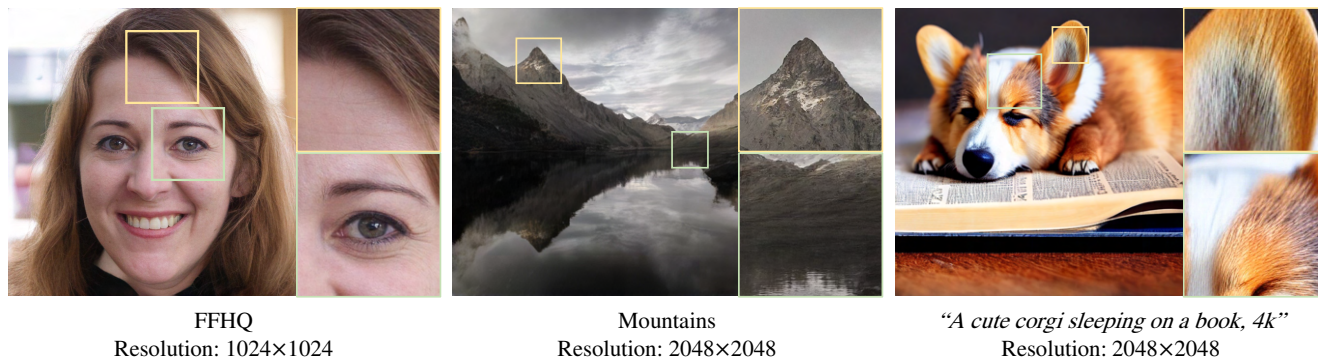 FFHQ
Resolution: 1024×1024
Mountains
Resolution: 2048×2048
“A cute corgi sleeping on a book, 4k”
Resolution: 2048×2048